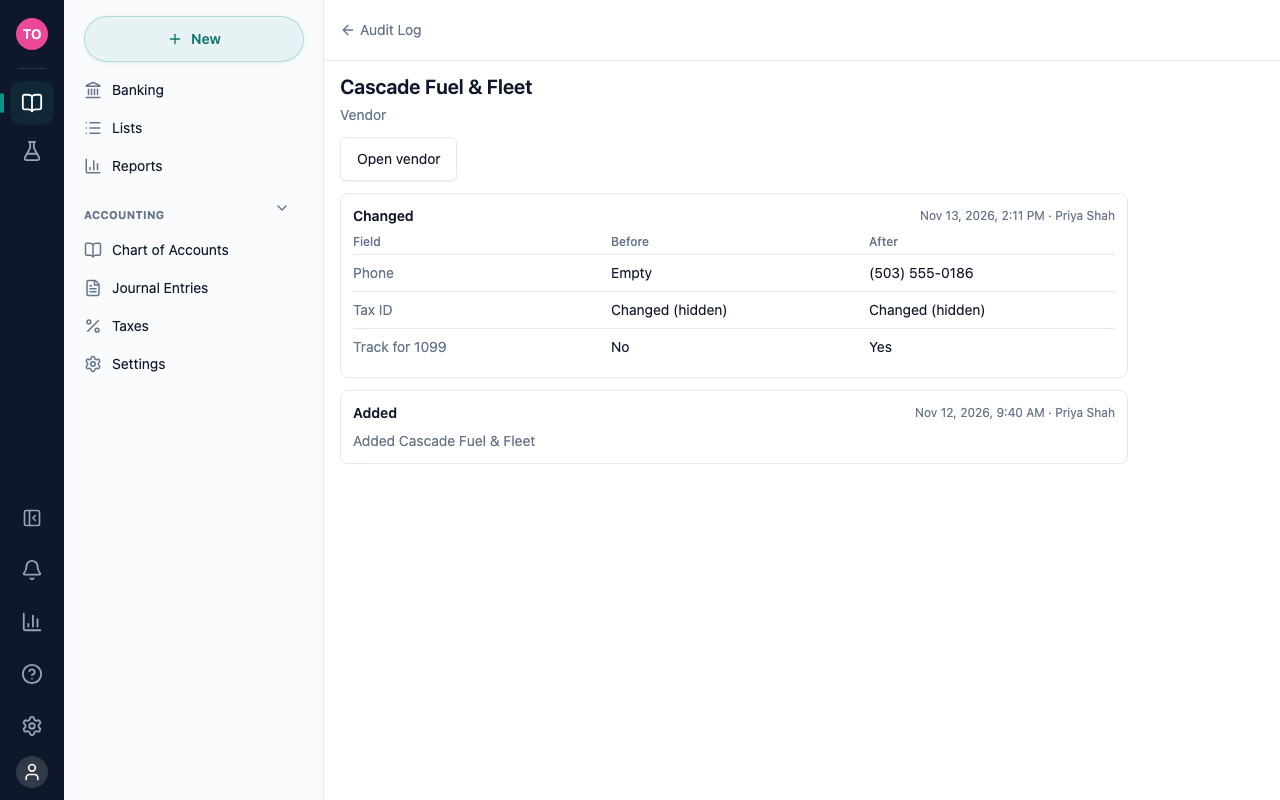 TO
New
Banking
Lists
Reports
ACCOUNTING
Chart of Accounts
Journal Entries
Taxes
Settings
Audit Log
Cascade Fuel & Fleet
Vendor
Open vendor
Changed Nov 13, 2026, 2:11 PM · Priya Shah
Field Before After
Phone Empty (503) 555-0186
Tax ID Changed (hidden) Changed (hidden)
Track for 1099 No Yes
Added Nov 12, 2026, 9:40 AM · Priya Shah
Added Cascade Fuel & Fleet